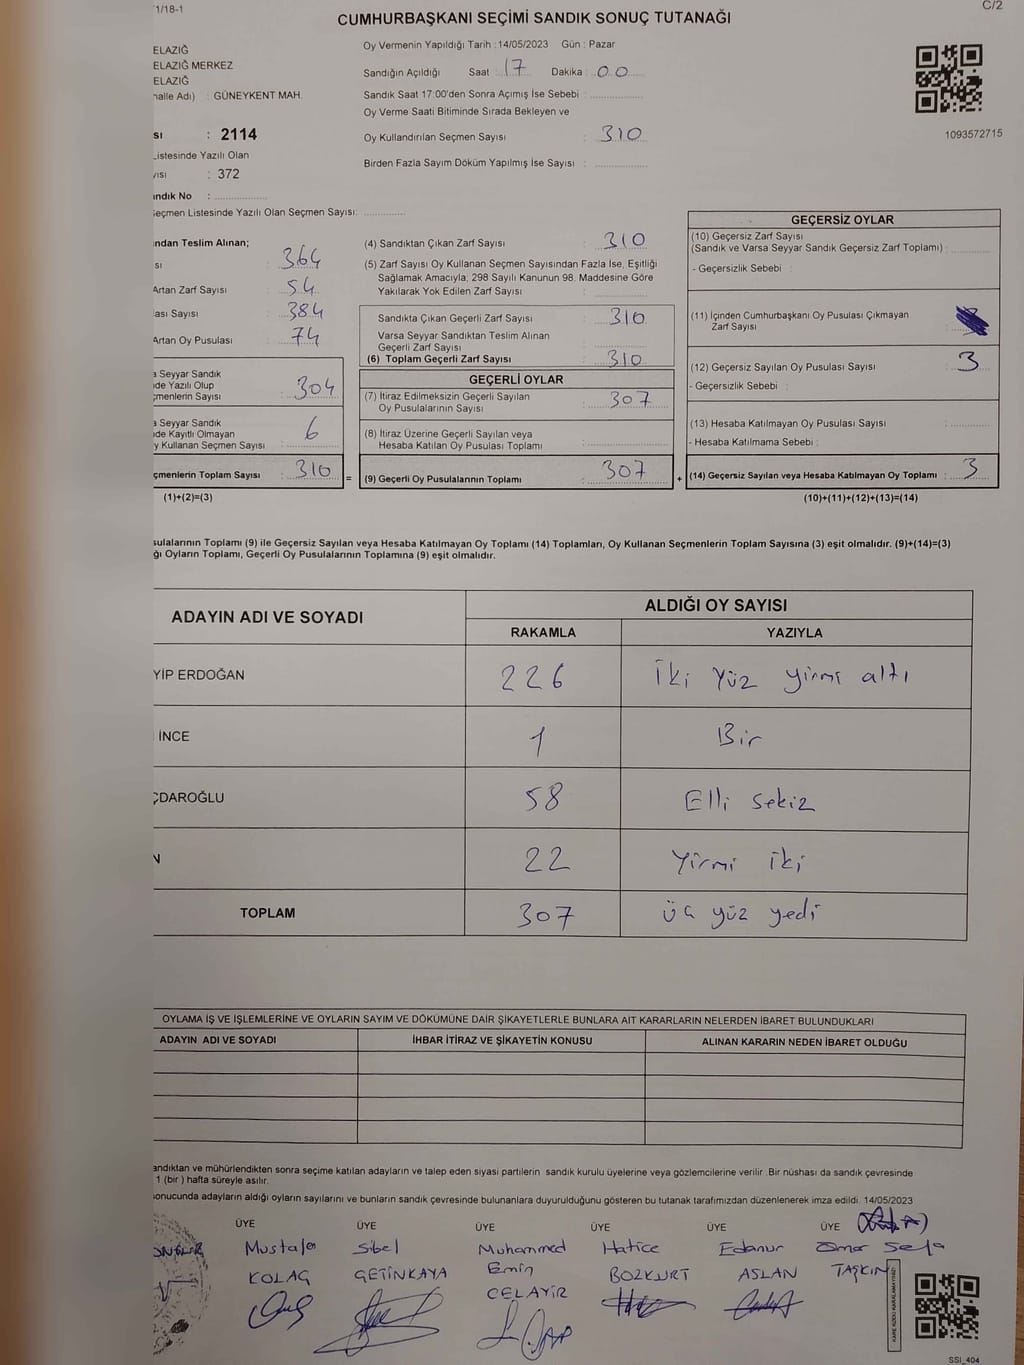 1/18-1
C/2
CUMHURBAŞKANI SEÇİMİ SANDIK SONUÇ TUTANAĞI
ELAZIĞ
ELAZIĞ MERKEZ
ELAZIĞ
halle Adı) : GÜNEYKENT MAH.
sı : 2114
Listesinde Yazılı Olan
yısı : 372
andık No :
Seçmen Listesinde Yazılı Olan Seçmen Sayısı:
Oy Vermenin Yapıldığı Tarih : 14/05/2023 Gün : Pazar
Sandığın Açıldığı Saat : 17 Dakika : 00
Sandık Saat 17:00'den Sonra Açımış İse Sebebi :
Oy Verme Saati Bitiminde Sırada Bekleyen ve
Oy Kullandırılan Seçmen Sayısı : 310
Birden Fazla Sayım Döküm Yapılmış İse Sayısı :
1093572715
ından Teslim Alınan;
sı : 364
Artan Zarf Sayısı : 54
ası Sayısı : 384
Artan Oy Pusulası : 74
a Seyyar Sandık
de Yazılı Olup
çmenlerin Sayısı : 304
a Seyyar Sandık
de Kayıtlı Olmayan
y Kullanan Seçmen Sayısı : 6
çmenlerin Toplam Sayısı : 310 =
(1)+(2)=(3)
(4) Sandıktan Çıkan Zarf Sayısı : 310
(5) Zarf Sayısı Oy Kullanan Seçmen Sayısından Fazla İse, Eşitliği
Sağlamak Amacıyla; 298 Sayılı Kanunun 98. Maddesine Göre
Yakılarak Yok Edilen Zarf Sayısı :
Sandıkta Çıkan Geçerli Zarf Sayısı : 310
Varsa Seyyar Sandıktan Teslim Alınan
Geçerli Zarf Sayısı :
(6) Toplam Geçerli Zarf Sayısı : 310
GEÇERLİ OYLAR
(7) İtiraz Edilmeksizin Geçerli Sayılan
Oy Pusulalarının Sayısı : 307
(8) İtiraz Üzerine Geçerli Sayılan veya
Hesaba Katılan Oy Pusulası Toplamı :
(9) Geçerli Oy Pusulalarının Toplamı : 307 +
GEÇERSİZ OYLAR
(10) Geçersiz Zarf Sayısı
(Sandık ve Varsa Seyyar Sandık Geçersiz Zarf Toplamı) :
- Geçersizlik Sebebi :
(11) İçinden Cumhurbaşkanı Oy Pusulası Çıkmayan
Zarf Sayısı :
(12) Geçersiz Sayılan Oy Pusulası Sayısı : 3
- Geçersizlik Sebebi :
(13) Hesaba Katılmayan Oy Pusulası Sayısı :
- Hesaba Katılmama Sebebi :
(14) Geçersiz Sayılan veya Hesaba Katılmayan Oy Toplamı : 3
(10)+(11)+(12)+(13)=(14)
sulalarının Toplamı (9) ile Geçersiz Sayılan veya Hesaba Katılmayan Oy Toplamı (14) Toplamları, Oy Kullanan Seçmenlerin Toplam Sayısına (3) eşit olmalıdır. (9)+(14)=(3)
ğı Oyların Toplamı, Geçerli Oy Pusulalarının Toplamına (9) eşit olmalıdır.
ADAYIN ADI VE SOYADI
ALDIĞI OY SAYISI
RAKAMLA YAZIYLA
YİP ERDOĞAN 226 İki Yüz yirmi altı
İNCE 1 Bir
ÇDAROĞLU 58 Elli sekiz
N 22 Yirmi iki
TOPLAM 307 üç yüz yedi
OYLAMA İŞ VE İŞLEMLERİNE VE OYLARIN SAYIM VE DÖKÜMÜNE DAİR ŞİKAYETLERLE BUNLARA AİT KARARLARIN NELERDEN İBARET BULUNDUKLARI
ADAYIN ADI VE SOYADI İHBAR İTİRAZ VE ŞİKAYETİN KONUSU ALINAN KARARIN NEDEN İBARET OLDUĞU
andıktan ve mühürlendikten sonra seçime katılan adayların ve talep eden siyasi partilerin sandık kurulu üyelerine veya gözlemcilerine verilir .Bir nüshası da sandık çevresinde
1 (bir ) hafta süreyle asılır.
sonucunda adayların aldığı oyların sayılarını ve bunların sandık çevresinde bulunanlara duyurulduğunu gösteren bu tutanak tarafımızdan düzenlenerek imza edildi. 14/05/2023
ÜYE ÜYE ÜYE ÜYE ÜYE ÜYE
Mustafa Sibel Muhammed Hatice Edanur Ömer Sefa
KOLAG ÇETİNKAYA Emin BOZKURT ASLAN TAŞKIN
CELAYİR
KARE KODU KARALAMAYINIZ!
SSI_404